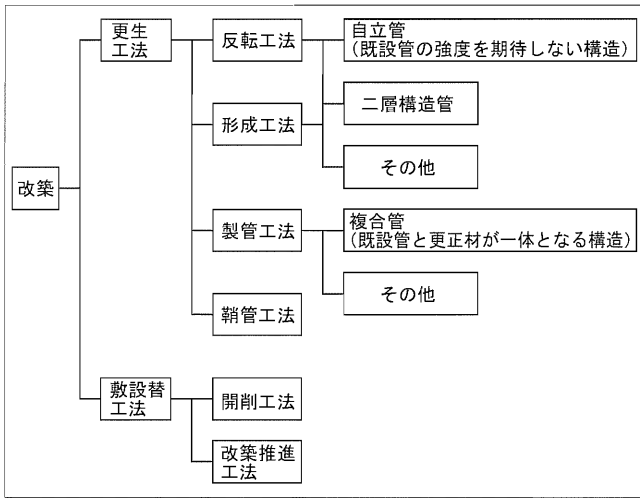 改築
更生
工法
反転工法
自立管
(既設管の強度を期待しない構造)
二層構造管
形成工法
その他
製管工法
複合管
(既設管と更正材が一体となる構造)
その他
鞘管工法
敷設替
工法
開削工法
改築推進
工法